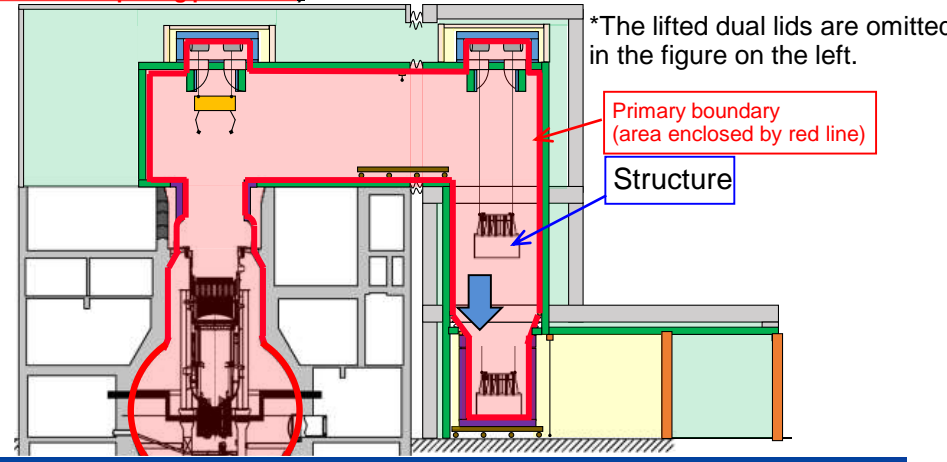 *The lifted dual lids are omitted
in the figure on the left.
Primary boundary
(area enclosed by red line)
Structure